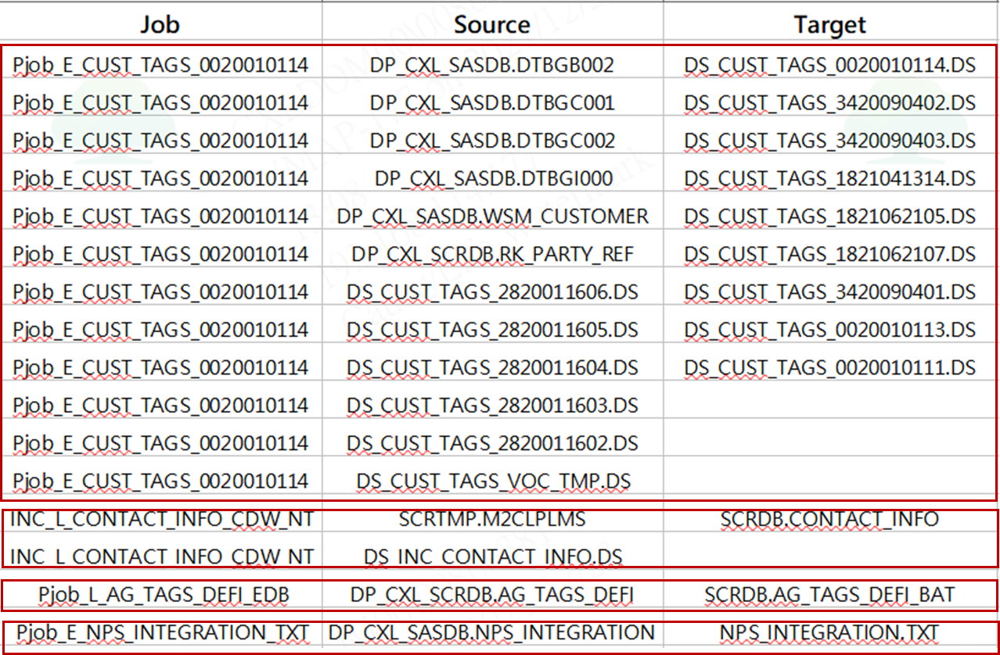 Job Source Target
Pjob_E_CUST_TAGS_0020010114 DP_CXL_SASDB.DTBGB002 DS_CUST_TAGS_0020010114.DS
Pjob_E_CUST_TAGS_0020010114 DP_CXL_SASDB.DTBGC001 DS_CUST_TAGS_3420090402.DS
Pjob_E_CUST_TAGS_0020010114 DP_CXL_SASDB.DTBGC002 DS_CUST_TAGS_3420090403.DS
Pjob_E_CUST_TAGS_0020010114 DP_CXL_SASDB.DTBGI000 DS_CUST_TAGS_1821041314.DS
Pjob_E_CUST_TAGS_0020010114 DP_CXL_SASDB.WSM_CUSTOMER DS_CUST_TAGS_1821062105.DS
Pjob_E_CUST_TAGS_0020010114 DP_CXL_SCRDB.RK_PARTY_REF DS_CUST_TAGS_1821062107.DS
Pjob_E_CUST_TAGS_0020010114 DS_CUST_TAGS_2820011606.DS DS_CUST_TAGS_3420090401.DS
Pjob_E_CUST_TAGS_0020010114 DS_CUST_TAGS_2820011605.DS DS_CUST_TAGS_0020010113.DS
Pjob_E_CUST_TAGS_0020010114 DS_CUST_TAGS_2820011604.DS DS_CUST_TAGS_0020010111.DS
Pjob_E_CUST_TAGS_0020010114 DS_CUST_TAGS_2820011603.DS
Pjob_E_CUST_TAGS_0020010114 DS_CUST_TAGS_2820011602.DS
Pjob_E_CUST_TAGS_0020010114 DS_CUST_TAGS_VOC_TMP.DS
INC_L_CONTACT_INFO_CDW_NT SCRTMP.M2CLPLMS SCRDB.CONTACT_INFO
INC_L_CONTACT_INFO_CDW_NT DS_INC_CONTACT_INFO.DS
Pjob_L_AG_TAGS_DEFI_EDB DP_CXL_SCRDB.AG_TAGS_DEFI SCRDB.AG_TAGS_DEFI_BAT
Pjob_E_NPS_INTEGRATION_TXT DP_CXL_SASDB.NPS_INTEGRATION NPS_INTEGRATION.TXT